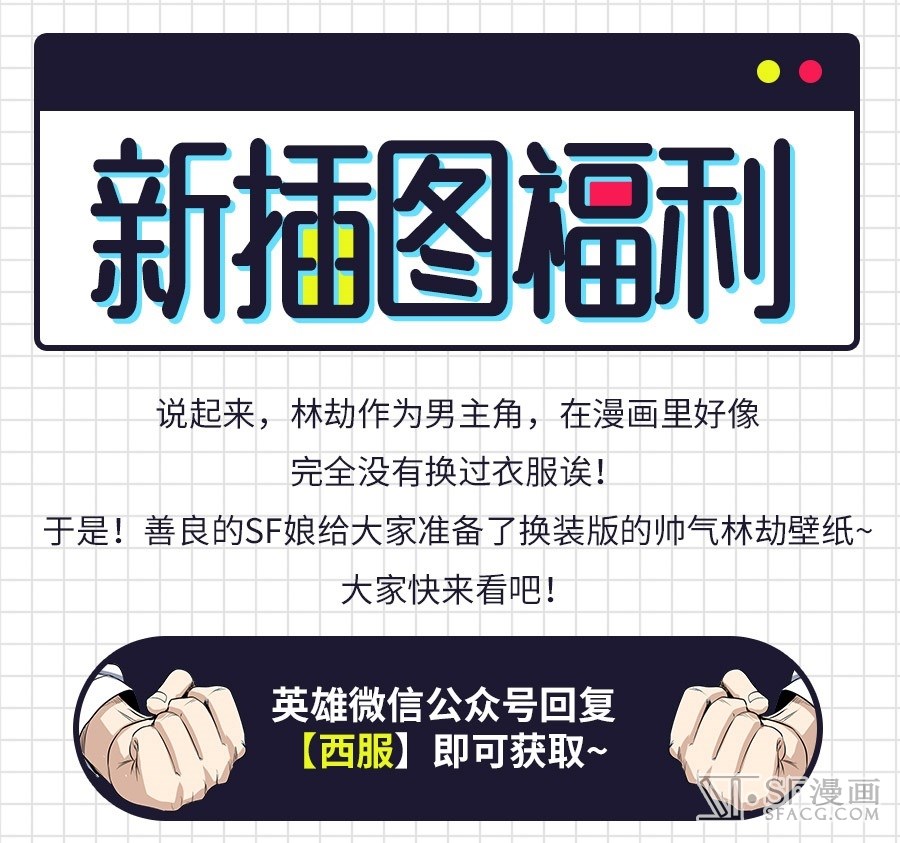 新插图福利
说起来，林劫作为男主角，在漫画里好像
完全没有换过衣服诶！
于是！善良的SF娘给大家准备了换装版的帅气林劫壁纸~
大家快来看吧！
英雄微信公众号回复
【西服】即可获取~
SF漫画
SFACG.COM